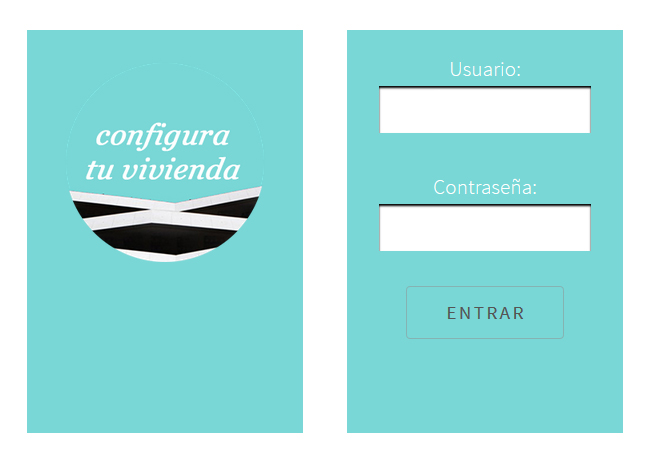 configura
tu vivienda
Usuario:
Contraseña:
ENTRAR